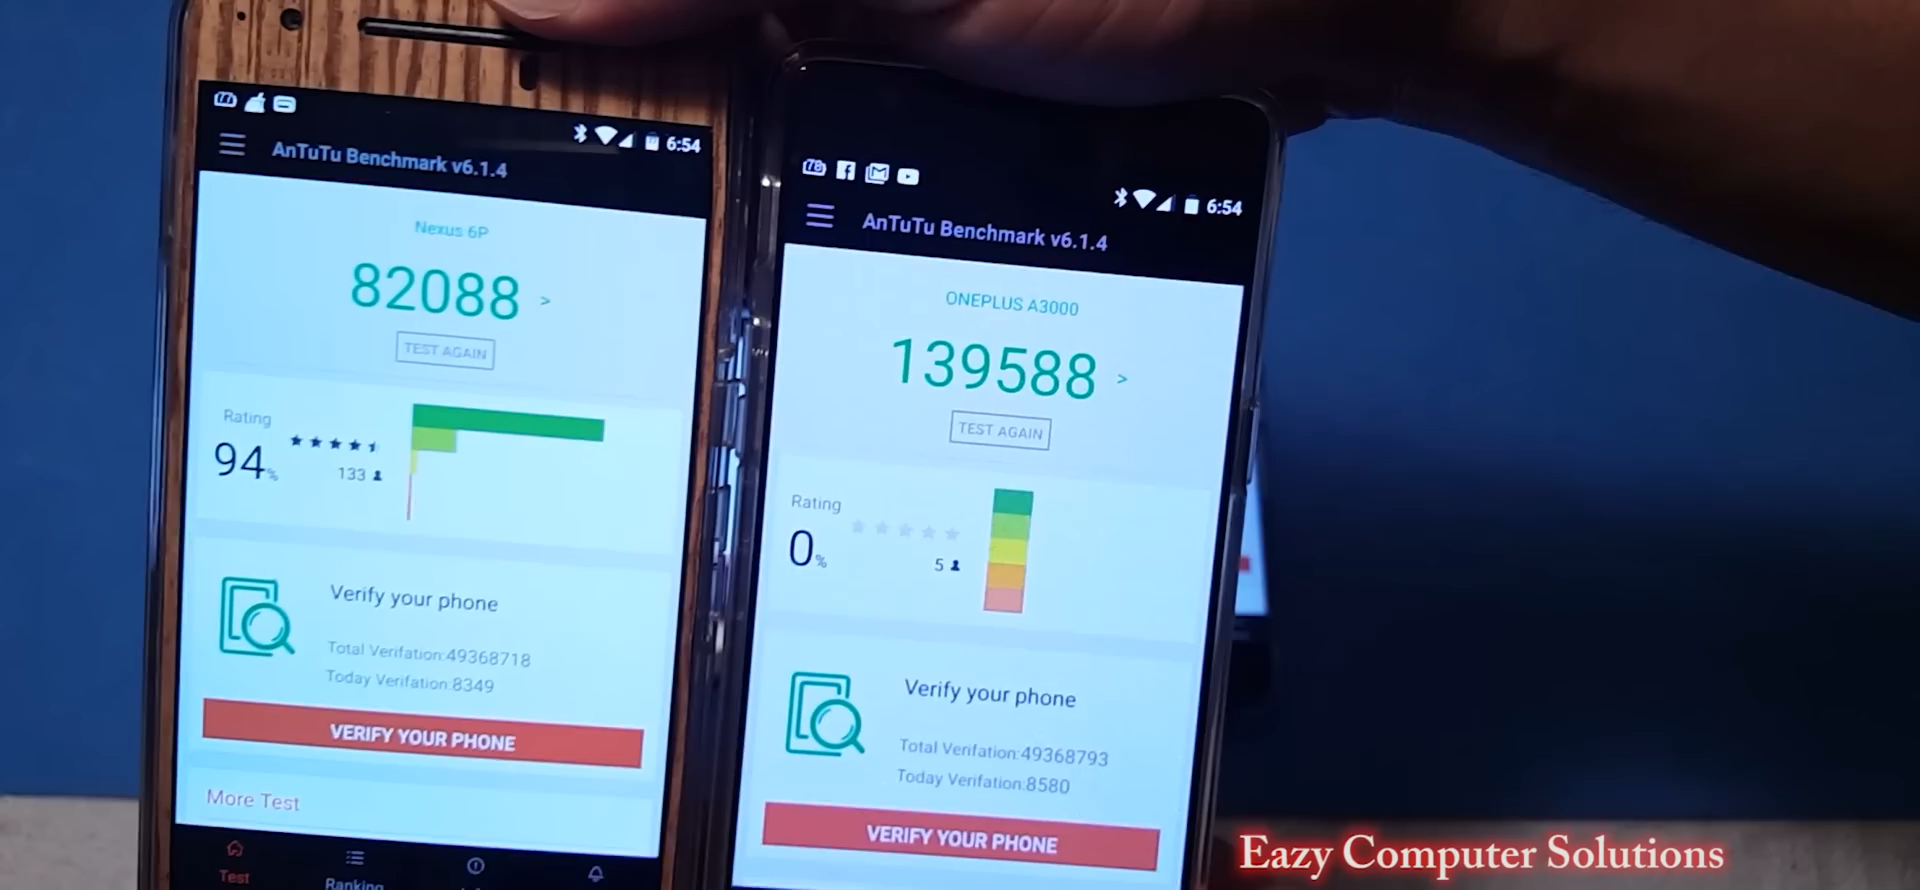 6:54
AnTuTu Benchmark v6.1.4
Nexus 6P
82088 >
TEST AGAIN
Rating
94%
133
Verify your phone
Total Verifation:49368718
Today Verifation:8349
VERIFY YOUR PHONE
More Test
Test
Ranking
78
6:54
AnTuTu Benchmark v6.1.4
ONEPLUS A3000
139588 >
TEST AGAIN
Rating
0%
5
Verify your phone
Total Verifation:49368793
Today Verifation:8580
VERIFY YOUR PHONE
Eazy Computer Solutions